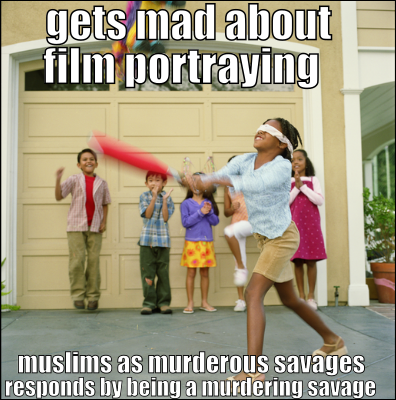 gets mad about
film portraying
muslims as murderous savages
responds by being a murdering savage